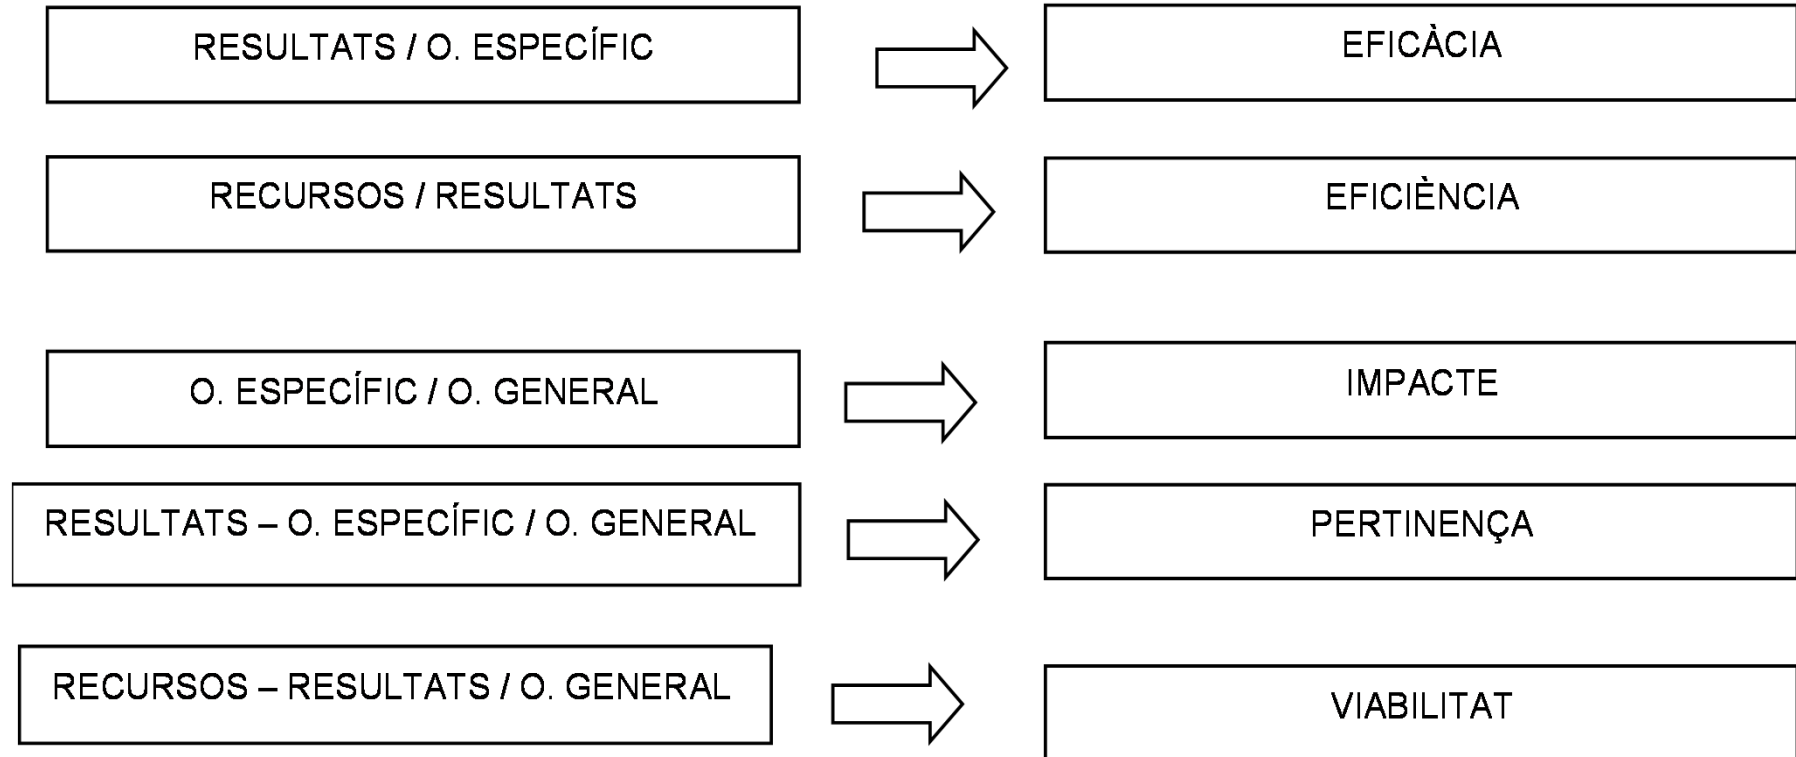 RESULTATS / O. ESPECÍFIC
EFICÀCIA
RECURSOS / RESULTATS
EFICIÈNCIA
O. ESPECÍFIC / O. GENERAL
IMPACTE
RESULTATS – O. ESPECÍFIC / O. GENERAL
PERTINENÇA
RECURSOS – RESULTATS / O. GENERAL
VIABILITAT